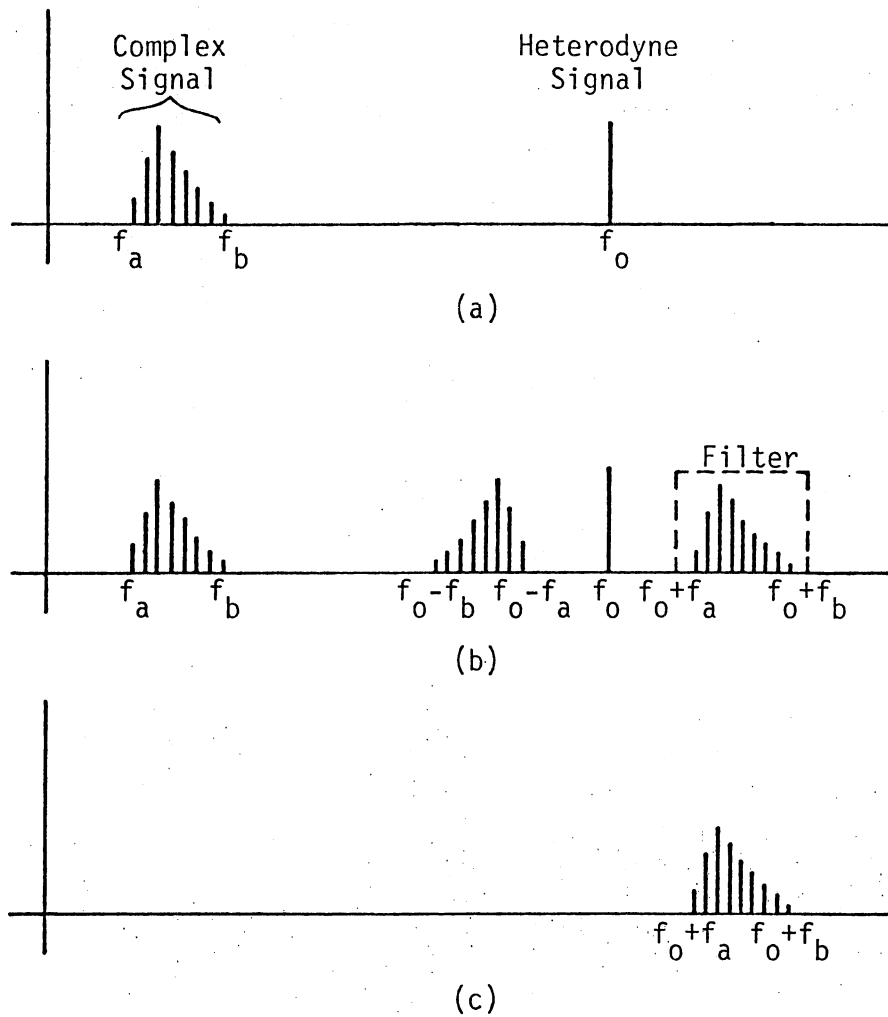 Complex Signal
Heterodyne Signal
f_a f_b f_o
(a)
Filter
f_a f_b f_o-f_b f_o-f_a f_o f_o+f_a f_o+f_b
(b)
f_o+f_a f_o+f_b
(c)